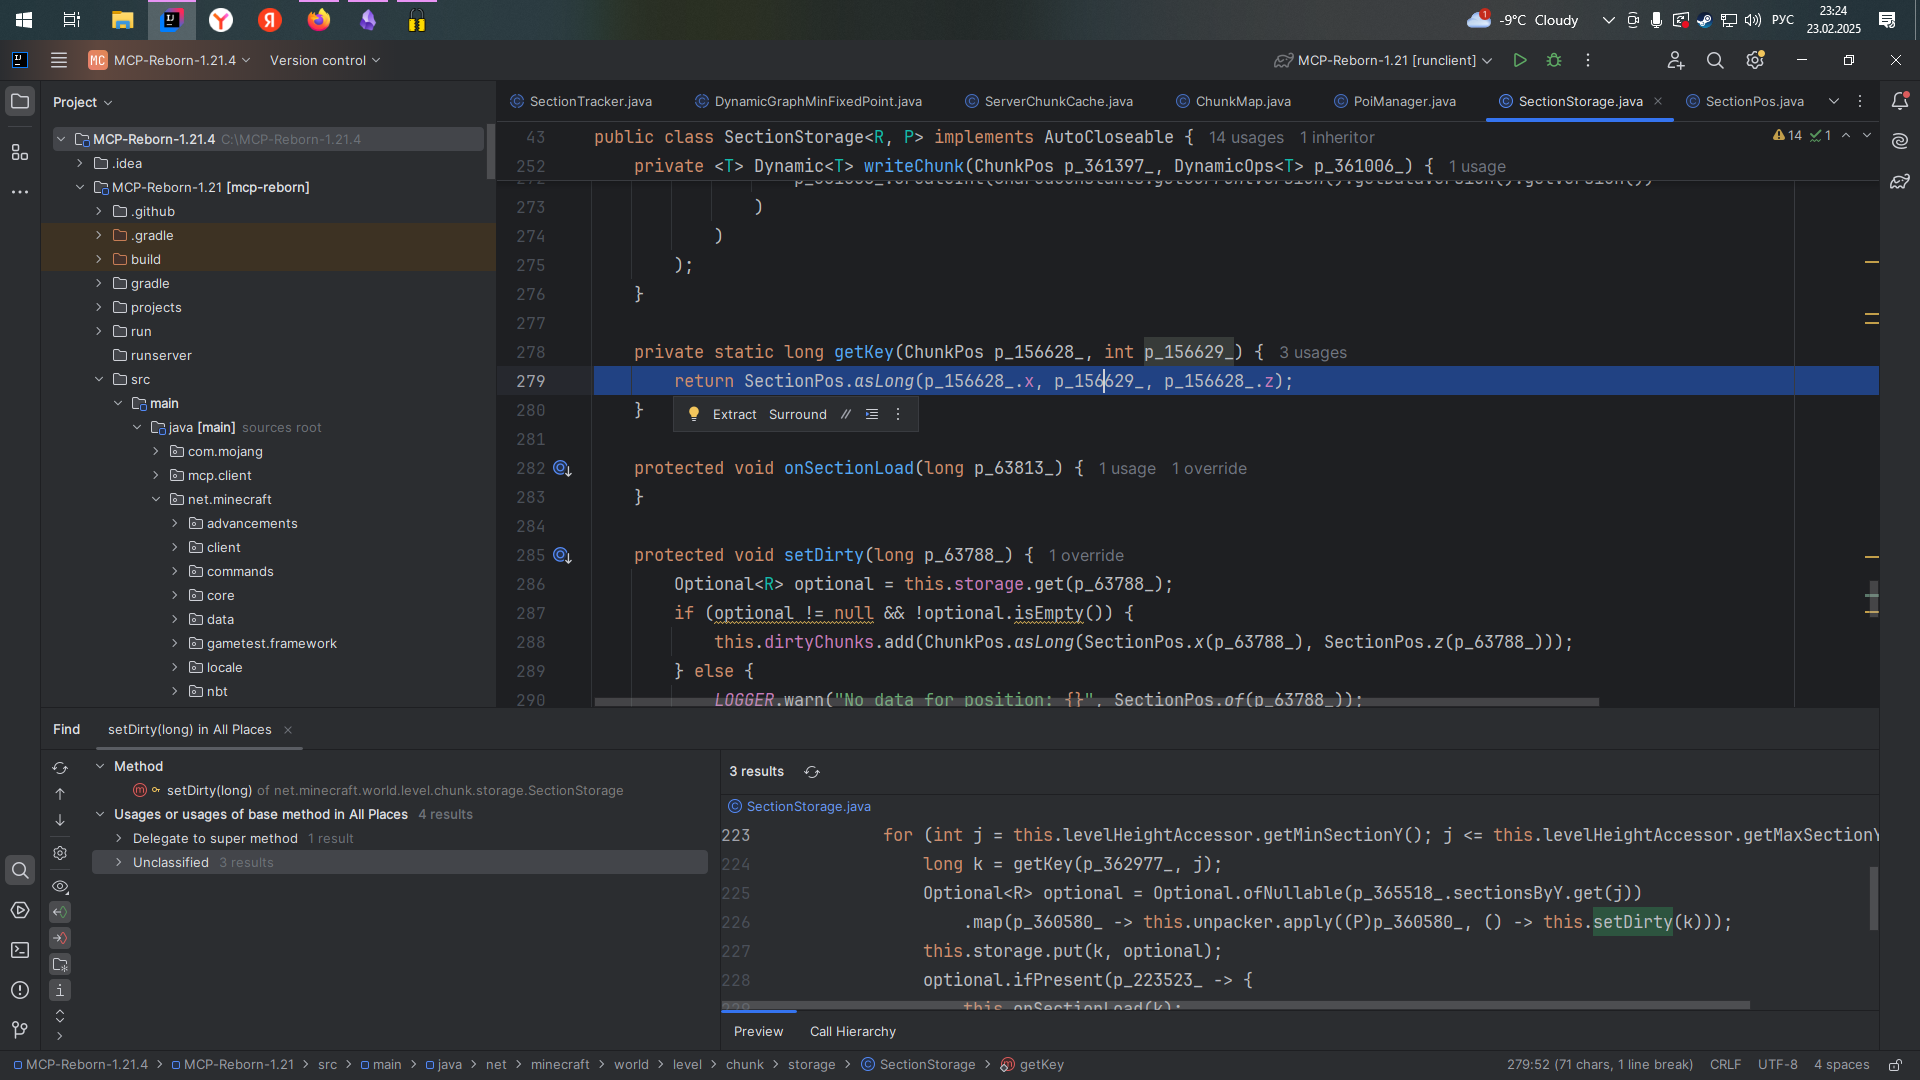 -9°C Cloudy
РУС
23:24
23.02.2025
MC MCP-Reborn-1.21.4
Version control
MCP-Reborn-1.21 [runclient]
Project
SectionTracker.java
DynamicGraphMinFixedPoint.java
ServerChunkCache.java
ChunkMap.java
PoiManager.java
SectionStorage.java
SectionPos.java
MCP-Reborn-1.21.4 C:\MCP-Reborn-1.21.4
.idea
MCP-Reborn-1.21 [mcp-reborn]
.github
.gradle
build
gradle
projects
run
runserver
src
main
java [main] sources root
com.mojang
mcp.client
net.minecraft
advancements
client
commands
core
data
gametest.framework
locale
nbt
43 public class SectionStorage<R, P> implements AutoCloseable { 14 usages 1 inheritor
14 1
252 private <T> Dynamic<T> writeChunk(ChunkPos p_361397_, DynamicOps<T> p_361006_) { 1 usage
273 )
274 )
275 );
276 }
277
278 private static long getKey(ChunkPos p_156628_, int p_156629_) { 3 usages
279 return SectionPos.asLong(p_156628_.x, p_156629_, p_156628_.z);
280 }
Extract Surround //
281
282 protected void onSectionLoad(long p_63813_) { 1 usage 1 override
283 }
284
285 protected void setDirty(long p_63788_) { 1 override
286 Optional<R> optional = this.storage.get(p_63788_);
287 if (optional != null && !optional.isEmpty()) {
288 this.dirtyChunks.add(ChunkPos.asLong(SectionPos.x(p_63788_), SectionPos.z(p_63788_)));
289 } else {
290 LOGGER.warn("No data for position: {}", SectionPos.of(p_63788_));
Find
setDirty(long) in All Places
Method
setDirty(long) of net.minecraft.world.level.chunk.storage.SectionStorage
Usages or usages of base method in All Places 4 results
Delegate to super method 1 result
Unclassified 3 results
3 results
SectionStorage.java
223 for (int j = this.levelHeightAccessor.getMinSectionY(); j <= this.levelHeightAccessor.getMaxSectionY
224 long k = getKey(p_362977_, j);
225 Optional<R> optional = Optional.ofNullable(p_365518_.sectionsByY.get(j))
226 .map(p_360580_ -> this.unpacker.apply((P)p_360580_, () -> this.setDirty(k)));
227 this.storage.put(k, optional);
228 optional.ifPresent(p_223523_ -> {
229 this.onSectionLoad(k);
Preview
Call Hierarchy
MCP-Reborn-1.21.4 > MCP-Reborn-1.21 > src > main > java > net > minecraft > world > level > chunk > storage > SectionStorage > getKey
279:52 (71 chars, 1 line break)
CRLF
UTF-8
4 spaces